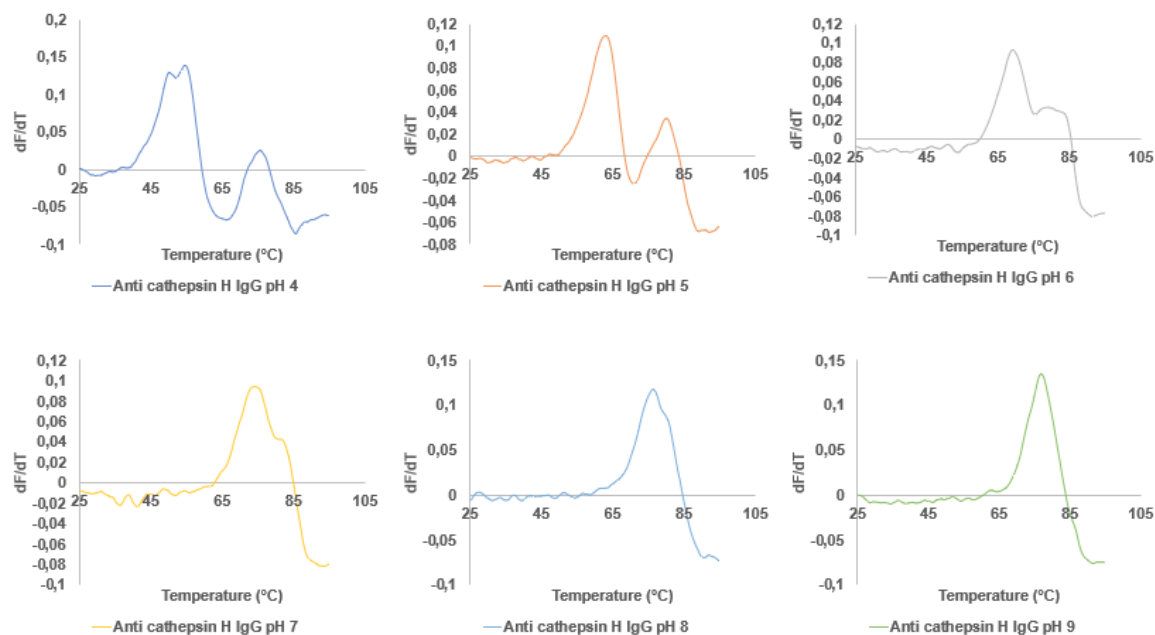 0,2
0,15
0,1
0,05
0
-0,05
-0,1
dF/dT
25 45 65 85 105
Temperature (°C)
Anti cathepsin H IgG pH 4
0,12
0,1
0,08
0,06
0,04
0,02
0
-0,02
-0,04
-0,06
-0,08
dF/dT
25 45 65 85 105
Temperature (°C)
Anti cathepsin H IgG pH 5
0,12
0,1
0,08
0,06
0,04
0,02
0
-0,02
-0,04
-0,06
-0,08
-0,1
dF/dT
25 45 65 85 105
Temperature (°C)
Anti cathepsin H IgG pH 6
0,12
0,1
0,08
0,06
0,04
0,02
0
-0,02
-0,04
-0,06
-0,08
-0,1
dF/dT
25 45 65 85 105
Temperature (°C)
Anti cathepsin H IgG pH 7
0,15
0,1
0,05
0
-0,05
-0,1
dF/dT
25 45 65 85 105
Temperature (°C)
Anti cathepsin H IgG pH 8
0,15
0,1
0,05
0
-0,05
-0,1
dF/dT
25 45 65 85 105
Temperature (°C)
Anti cathepsin H IgG pH 9